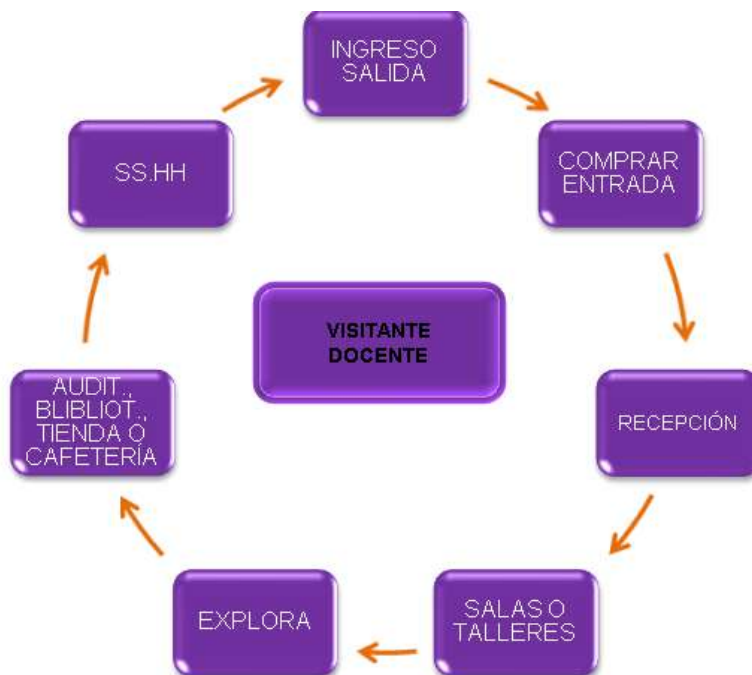 INGRESO
SALIDA
COMPRAR
ENTRADA
RECEPCIÓN
SALAS O
TALLERES
EXPLORA
AUDIT.,
BLIBLIOT.,
TIENDA O
CAFETERÍA
SS.HH
VISITANTE
DOCENTE